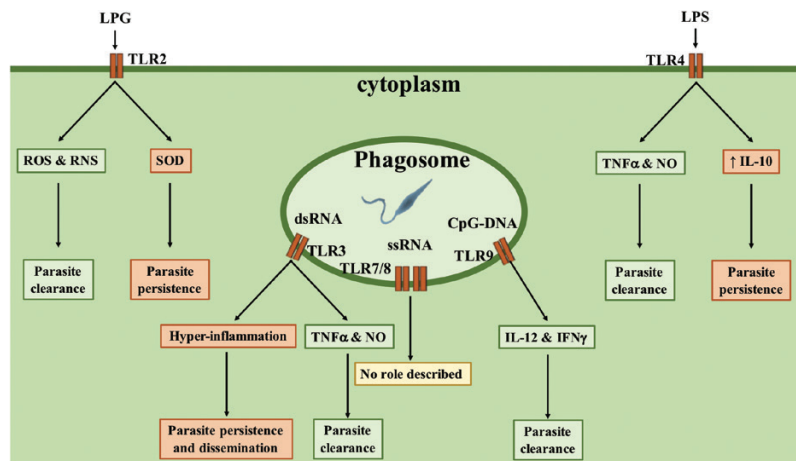 LPG
LPS
TLR2
TLR4
cytoplasm
ROS & RNS
SOD
Phagosome
TNFα & NO
↑ IL-10
dsRNA
ssRNA
CpG-DNA
TLR3
TLR7/8
TLR9
Parasite
clearance
Parasite
persistence
Parasite
clearance
Parasite
persistence
Hyper-inflammation
TNFα & NO
IL-12 & IFNγ
No role described
Parasite persistence
and dissemination
Parasite
clearance
Parasite
clearance